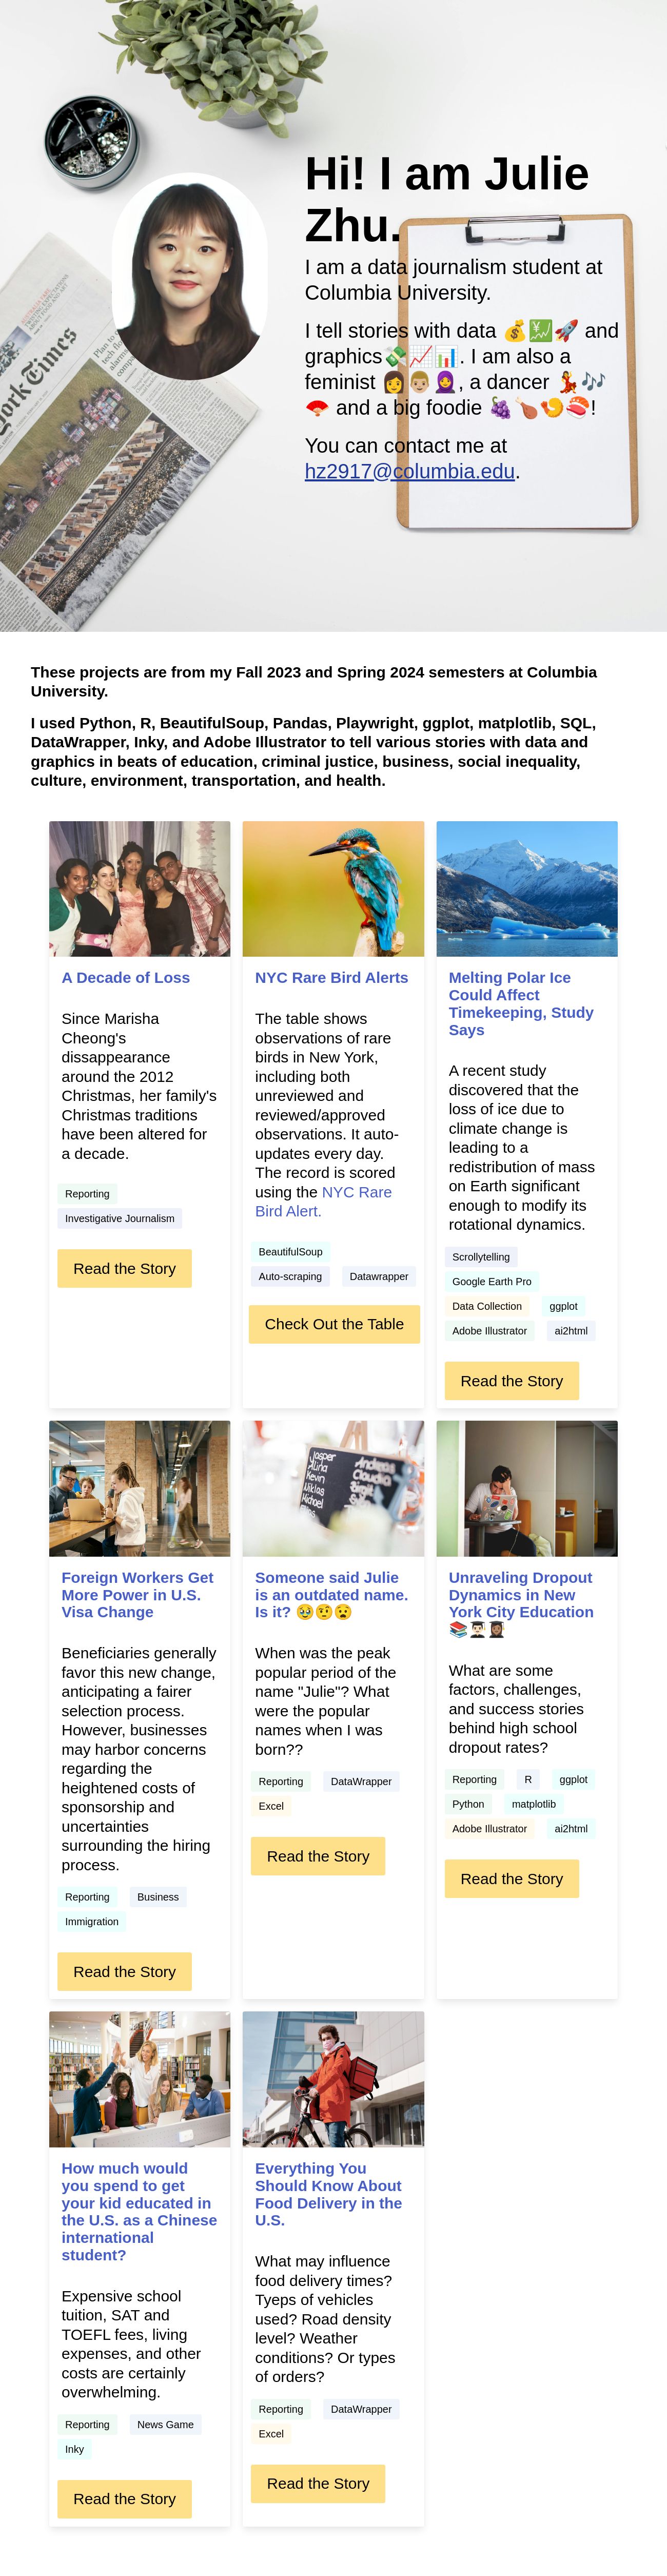 Hi! I am Julie
Zhu.
I am a data journalism student at
Columbia University.
I tell stories with data 💰💹🚀 and
graphics💸📈📊. I am also a
feminist 👩👨🏼🧕, a dancer 💃🎶
🪭 and a big foodie 🍇🍗🍤🍣!
You can contact me at
hz2917@columbia.edu.
York Times
These projects are from my Fall 2023 and Spring 2024 semesters at Columbia
University.
I used Python, R, BeautifulSoup, Pandas, Playwright, ggplot, matplotlib, SQL,
DataWrapper, Inky, and Adobe Illustrator to tell various stories with data and
graphics in beats of education, criminal justice, business, social inequality,
culture, environment, transportation, and health.
A Decade of Loss
Since Marisha
Cheong's
dissappearance
around the 2012
Christmas, her family's
Christmas traditions
have been altered for
a decade.
Reporting
Investigative Journalism
Read the Story
NYC Rare Bird Alerts
The table shows
observations of rare
birds in New York,
including both
unreviewed and
reviewed/approved
observations. It auto-
updates every day.
The record is scored
using the NYC Rare
Bird Alert.
BeautifulSoup
Auto-scraping Datawrapper
Check Out the Table
Melting Polar Ice
Could Affect
Timekeeping, Study
Says
A recent study
discovered that the
loss of ice due to
climate change is
leading to a
redistribution of mass
on Earth significant
enough to modify its
rotational dynamics.
Scrollytelling
Google Earth Pro
Data Collection ggplot
Adobe Illustrator ai2html
Read the Story
Foreign Workers Get
More Power in U.S.
Visa Change
Beneficiaries generally
favor this new change,
anticipating a fairer
selection process.
However, businesses
may harbor concerns
regarding the
heightened costs of
sponsorship and
uncertainties
surrounding the hiring
process.
Reporting Business
Immigration
Read the Story
Jasper
Kevin
Niklas
Michael
Someone said Julie
is an outdated name.
Is it? 🥹🤨😧
When was the peak
popular period of the
name "Julie"? What
were the popular
names when I was
born??
Reporting DataWrapper
Excel
Read the Story
Unraveling Dropout
Dynamics in New
York City Education
📚👨🏻‍🎓👩🏾‍🎓
What are some
factors, challenges,
and success stories
behind high school
dropout rates?
Reporting R ggplot
Python matplotlib
Adobe Illustrator ai2html
Read the Story
How much would
you spend to get
your kid educated in
the U.S. as a Chinese
international
student?
Expensive school
tuition, SAT and
TOEFL fees, living
expenses, and other
costs are certainly
overwhelming.
Reporting News Game
Inky
Read the Story
Everything You
Should Know About
Food Delivery in the
U.S.
What may influence
food delivery times?
Tyeps of vehicles
used? Road density
level? Weather
conditions? Or types
of orders?
Reporting DataWrapper
Excel
Read the Story